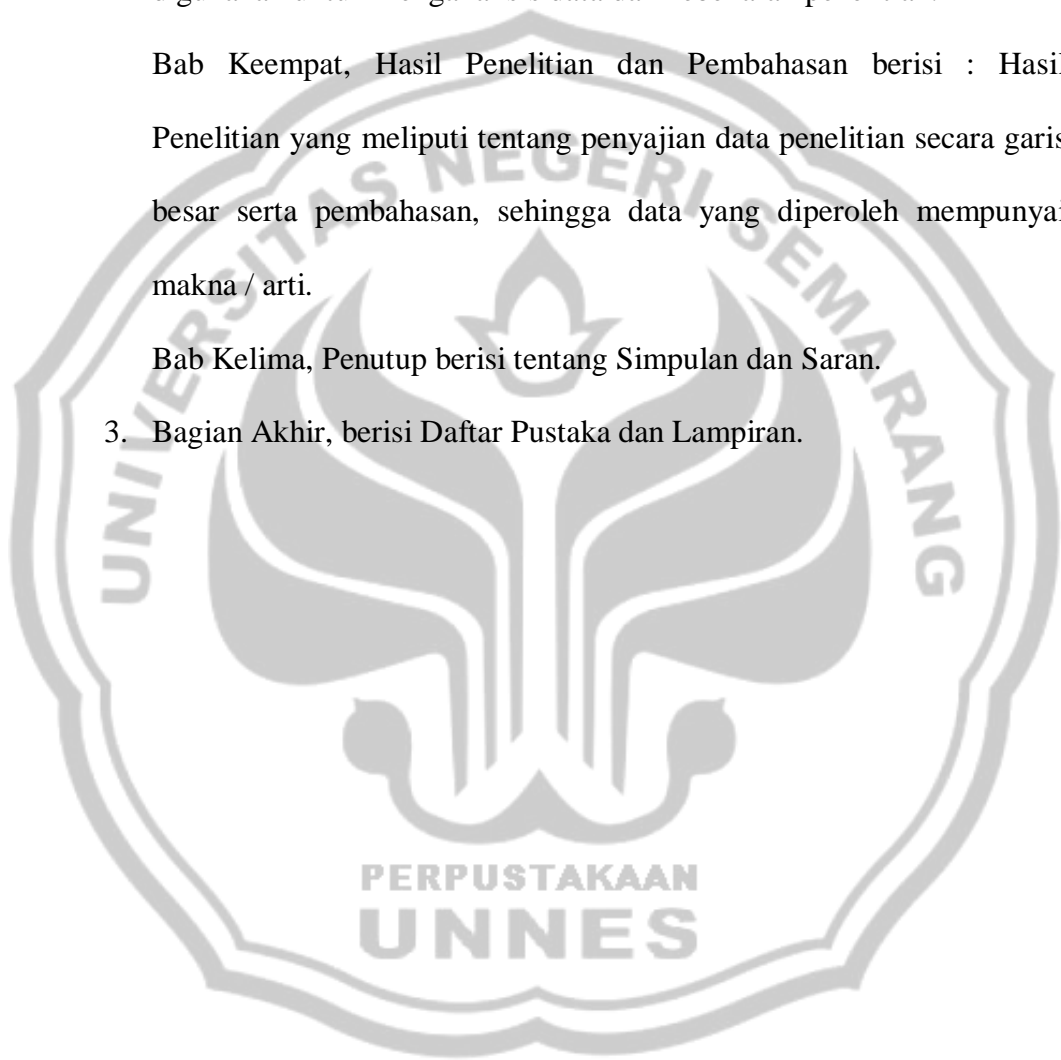 Bab Keempat, Hasil Penelitian dan Pembahasan berisi : Hasil
Penelitian yang meliputi tentang penyajian data penelitian secara garis
besar serta pembahasan, sehingga data yang diperoleh mempunyai
makna / arti.
Bab Kelima, Penutup berisi tentang Simpulan dan Saran.
3. Bagian Akhir, berisi Daftar Pustaka dan Lampiran.
UNIVERSITAS NEGERI SEMARANG
PERPUSTAKAAN
UNNES